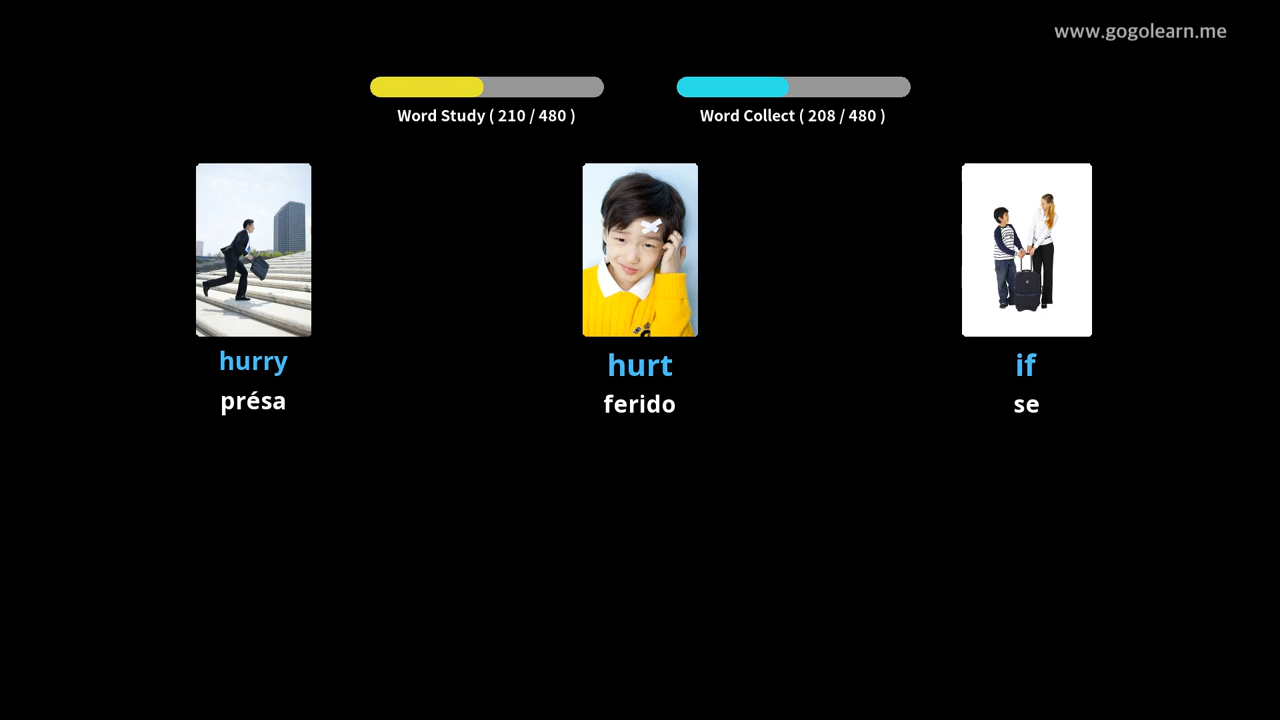 www.gogolearn.me
Word Study ( 210 / 480 )
Word Collect ( 208 / 480 )
hurry
hurt
if
présa
ferido
se